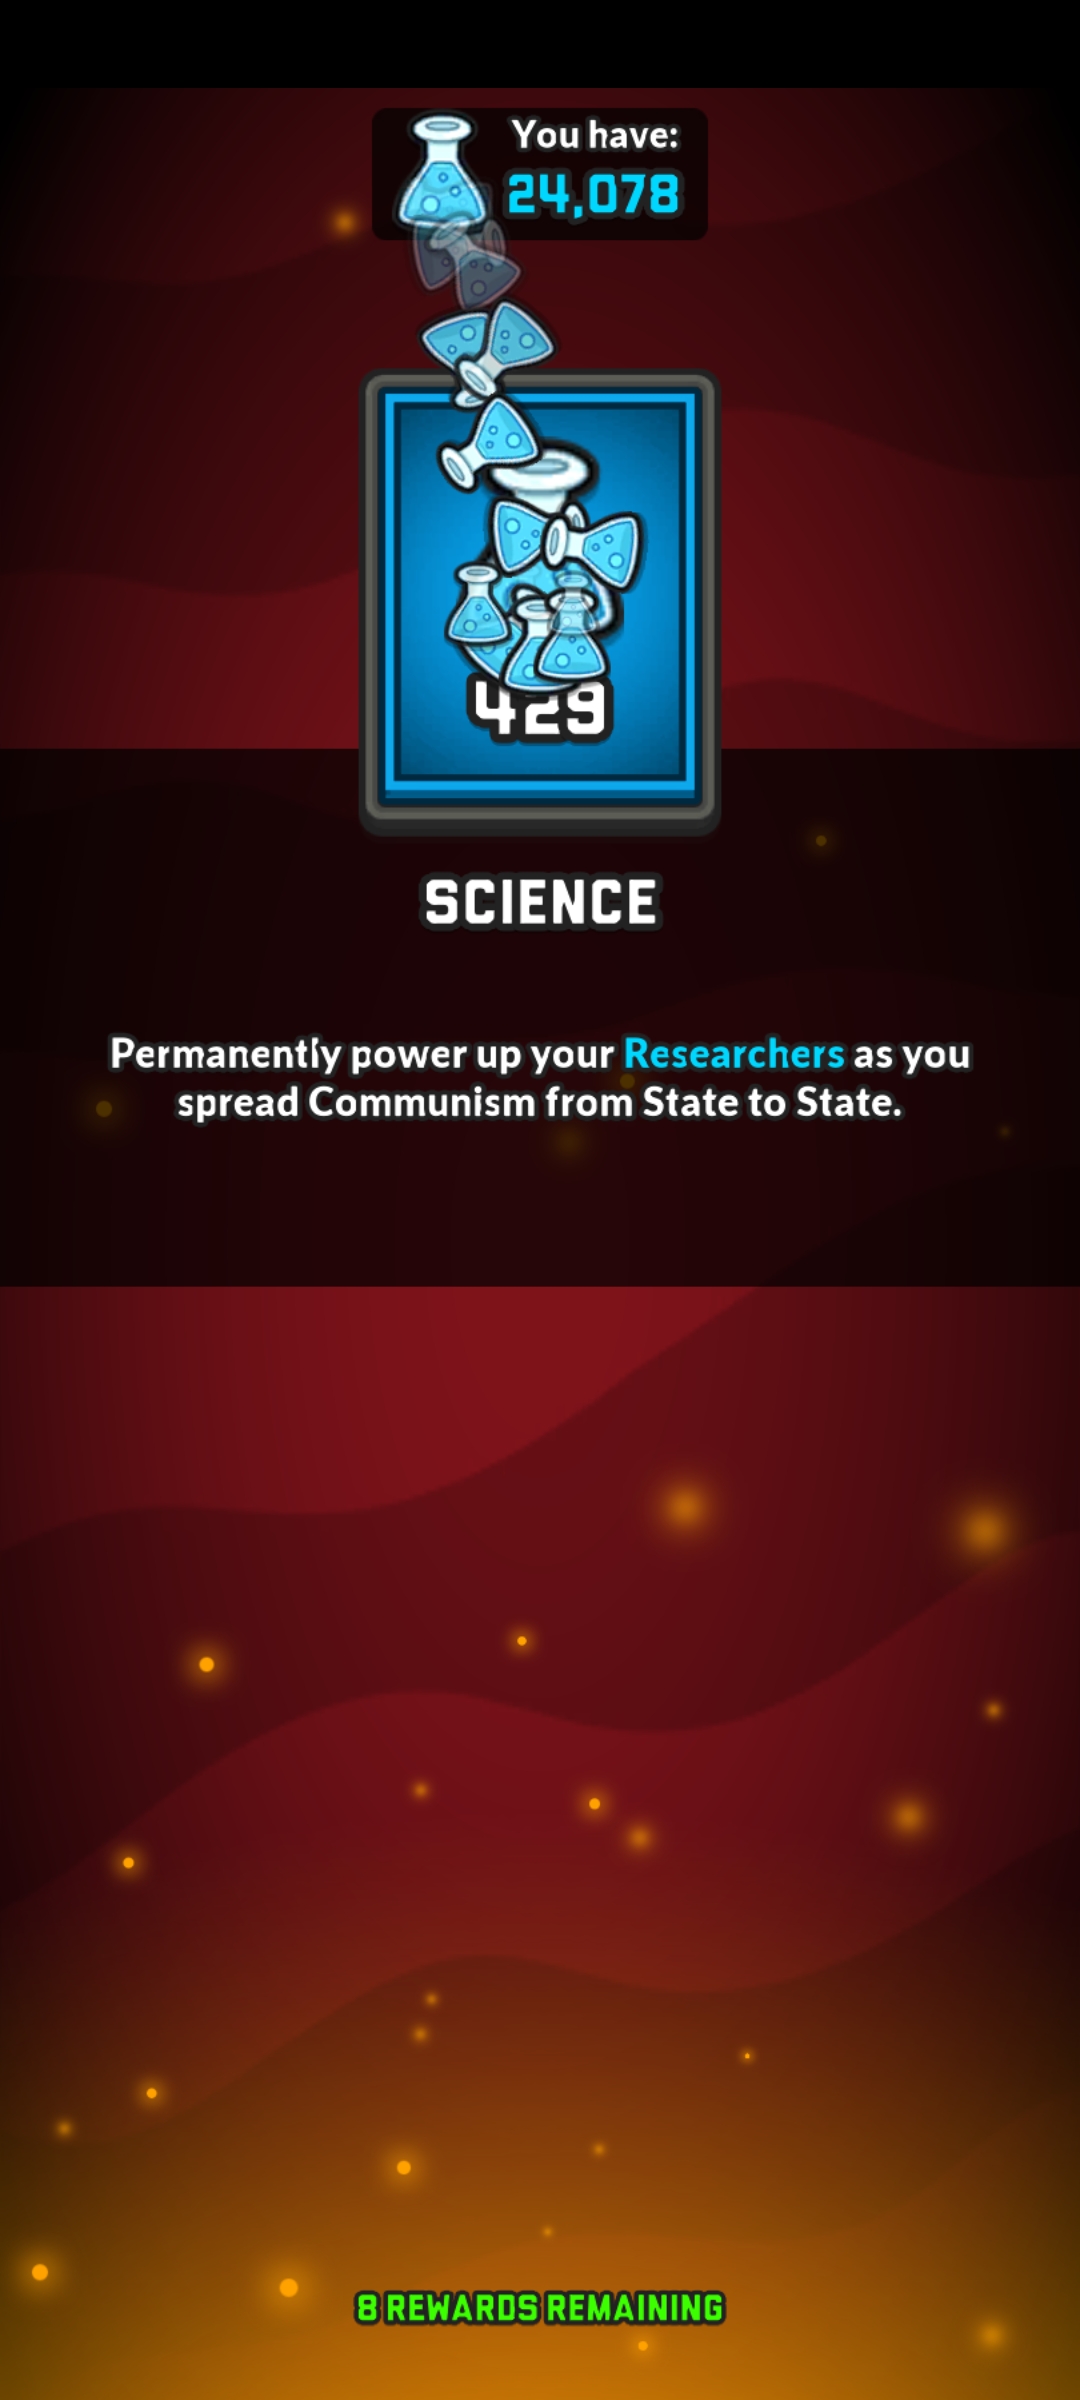 You have:
24,078
429
SCIENCE
Permanently power up your Researchers as you
spread Communism from State to State.
8 REWARDS REMAINING